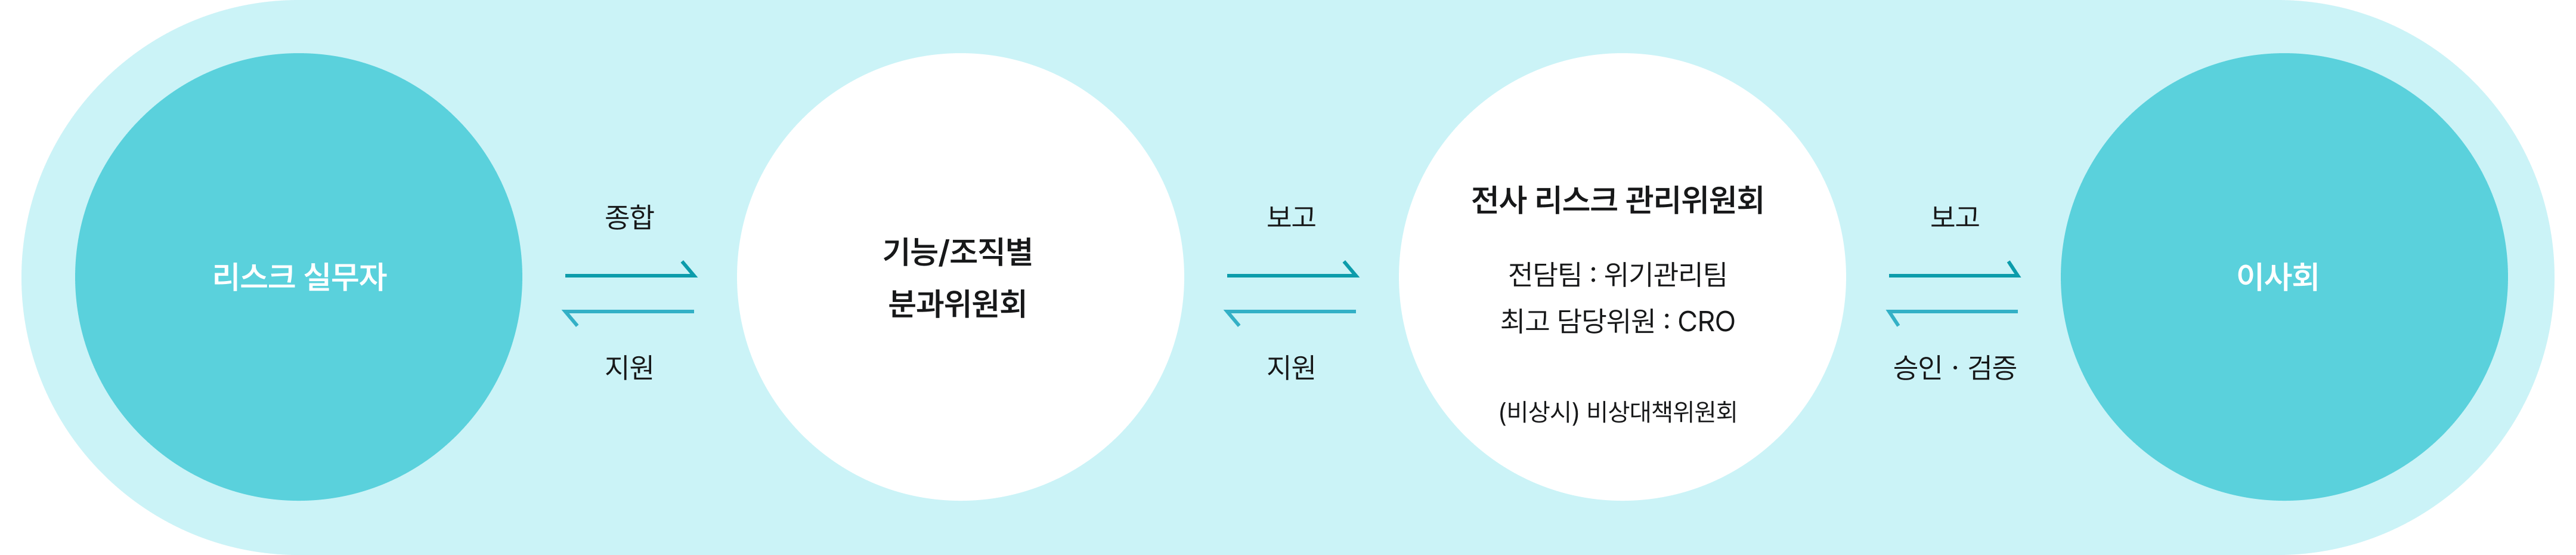 리스크 실무자
종합
지원
기능/조직별
분과위원회
보고
지원
전사 리스크 관리위원회
전담팀 : 위기관리팀
최고 담당위원 : CRO
(비상시) 비상대책위원회
보고
승인 · 검증
이사회